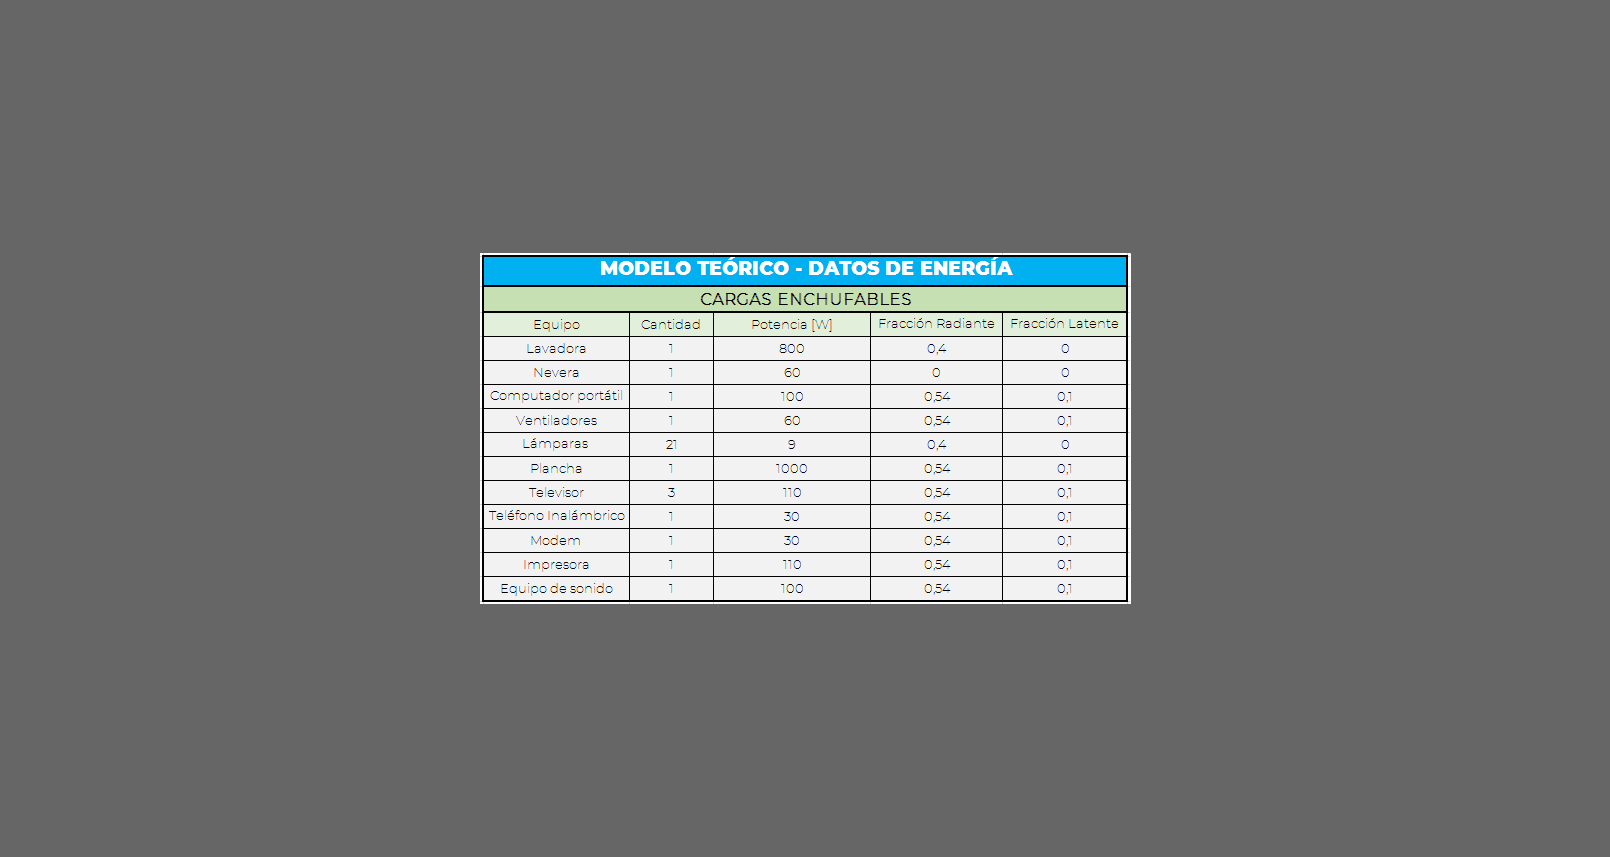 MODELO TEÓRICO - DATOS DE ENERGÍA
CARGAS ENCHUFABLES
Equipo Cantidad Potencia [W] Fracción Radiante Fracción Latente
Lavadora 1 800 0,4 0
Nevera 1 60 0 0
Computador portátil 1 100 0,54 0,1
Ventiladores 1 60 0,54 0,1
Lámparas 21 9 0,4 0
Plancha 1 1000 0,54 0,1
Televisor 3 110 0,54 0,1
Teléfono Inalámbrico 1 30 0,54 0,1
Modem 1 30 0,54 0,1
Impresora 1 110 0,54 0,1
Equipo de sonido 1 100 0,54 0,1